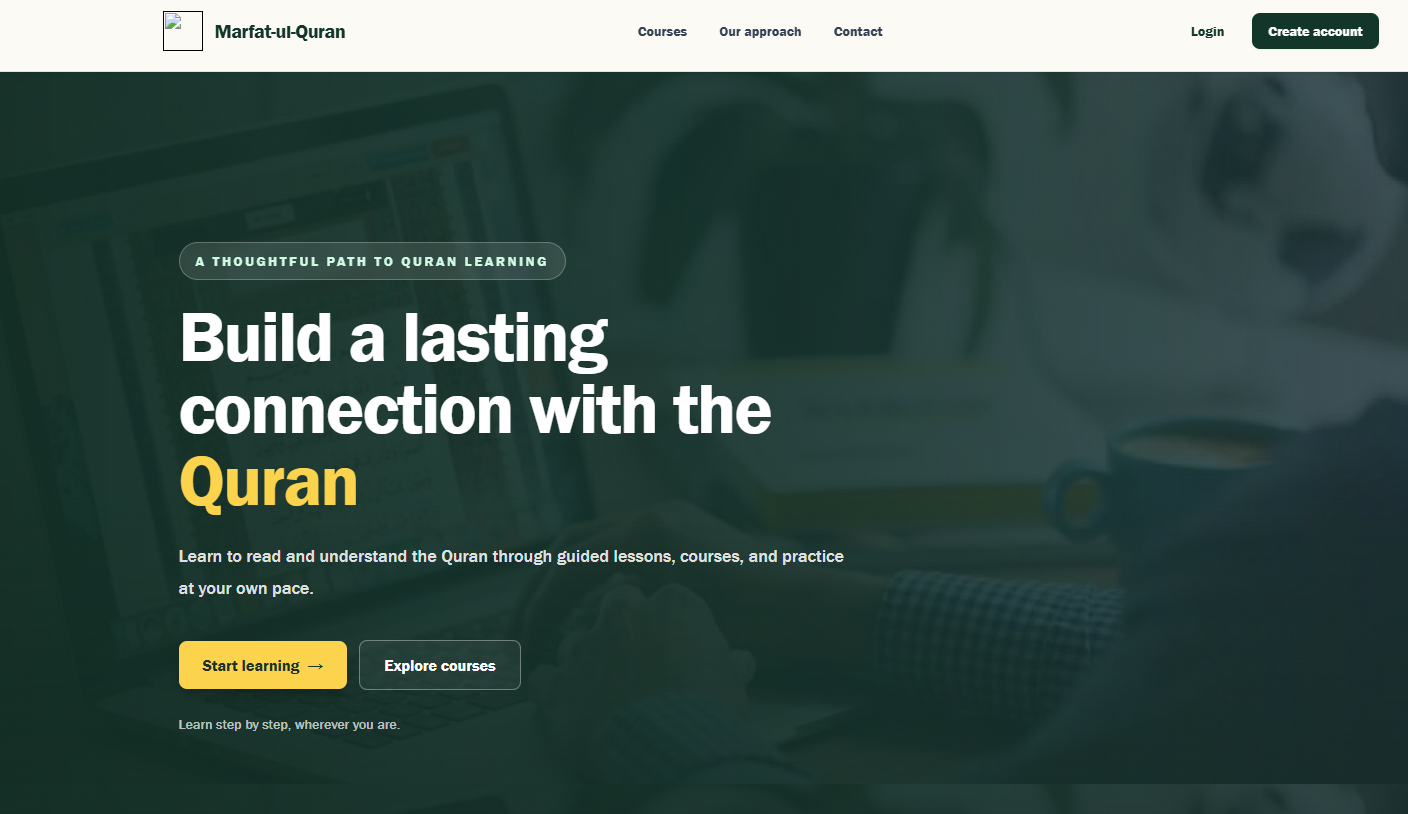 Marfat-ul-Quran
Courses
Our approach
Contact
Login
Create account
A THOUGHTFUL PATH TO QURAN LEARNING
Build a lasting
connection with the
Quran
Learn to read and understand the Quran through guided lessons, courses, and practice
at your own pace.
Start learning →
Explore courses
Learn step by step, wherever you are.